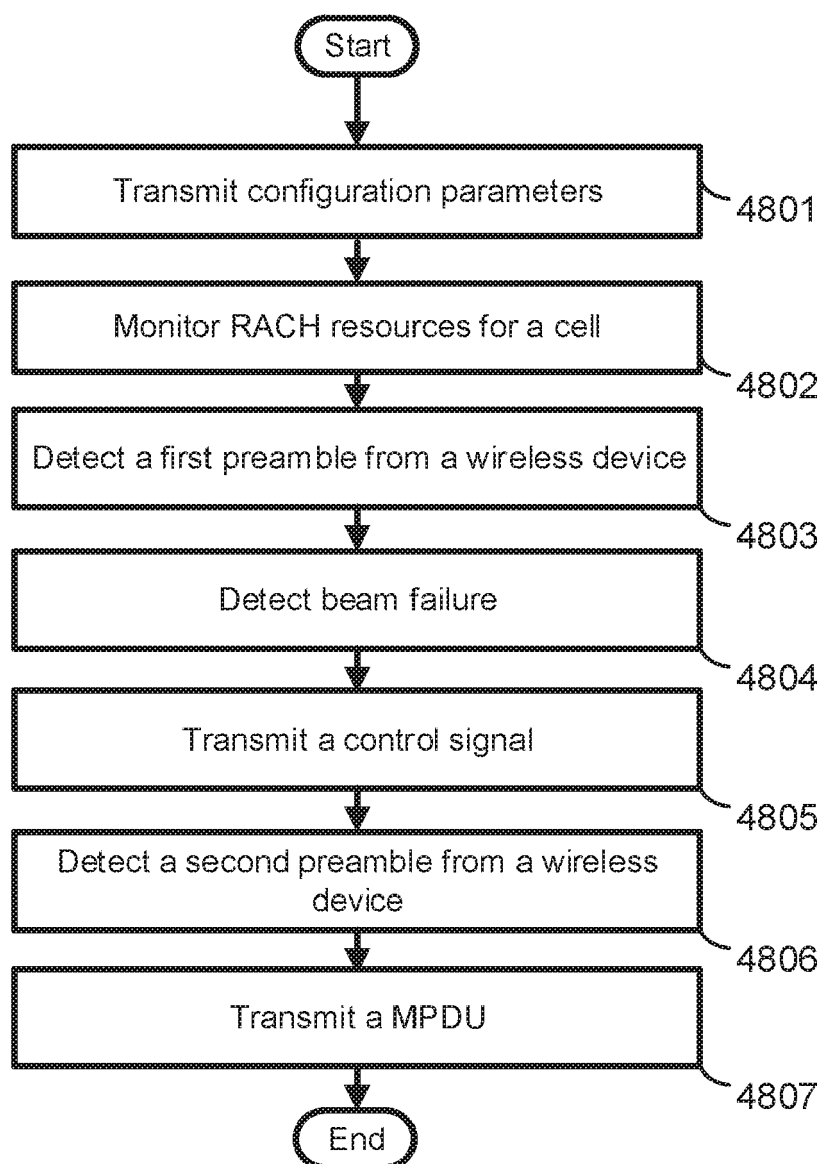 Start
Transmit configuration parameters
4801
Monitor RACH resources for a cell
4802
Detect a first preamble from a wireless device
4803
Detect beam failure
4804
Transmit a control signal
4805
Detect a second preamble from a wireless
device
4806
Transmit a MPDU
4807
End